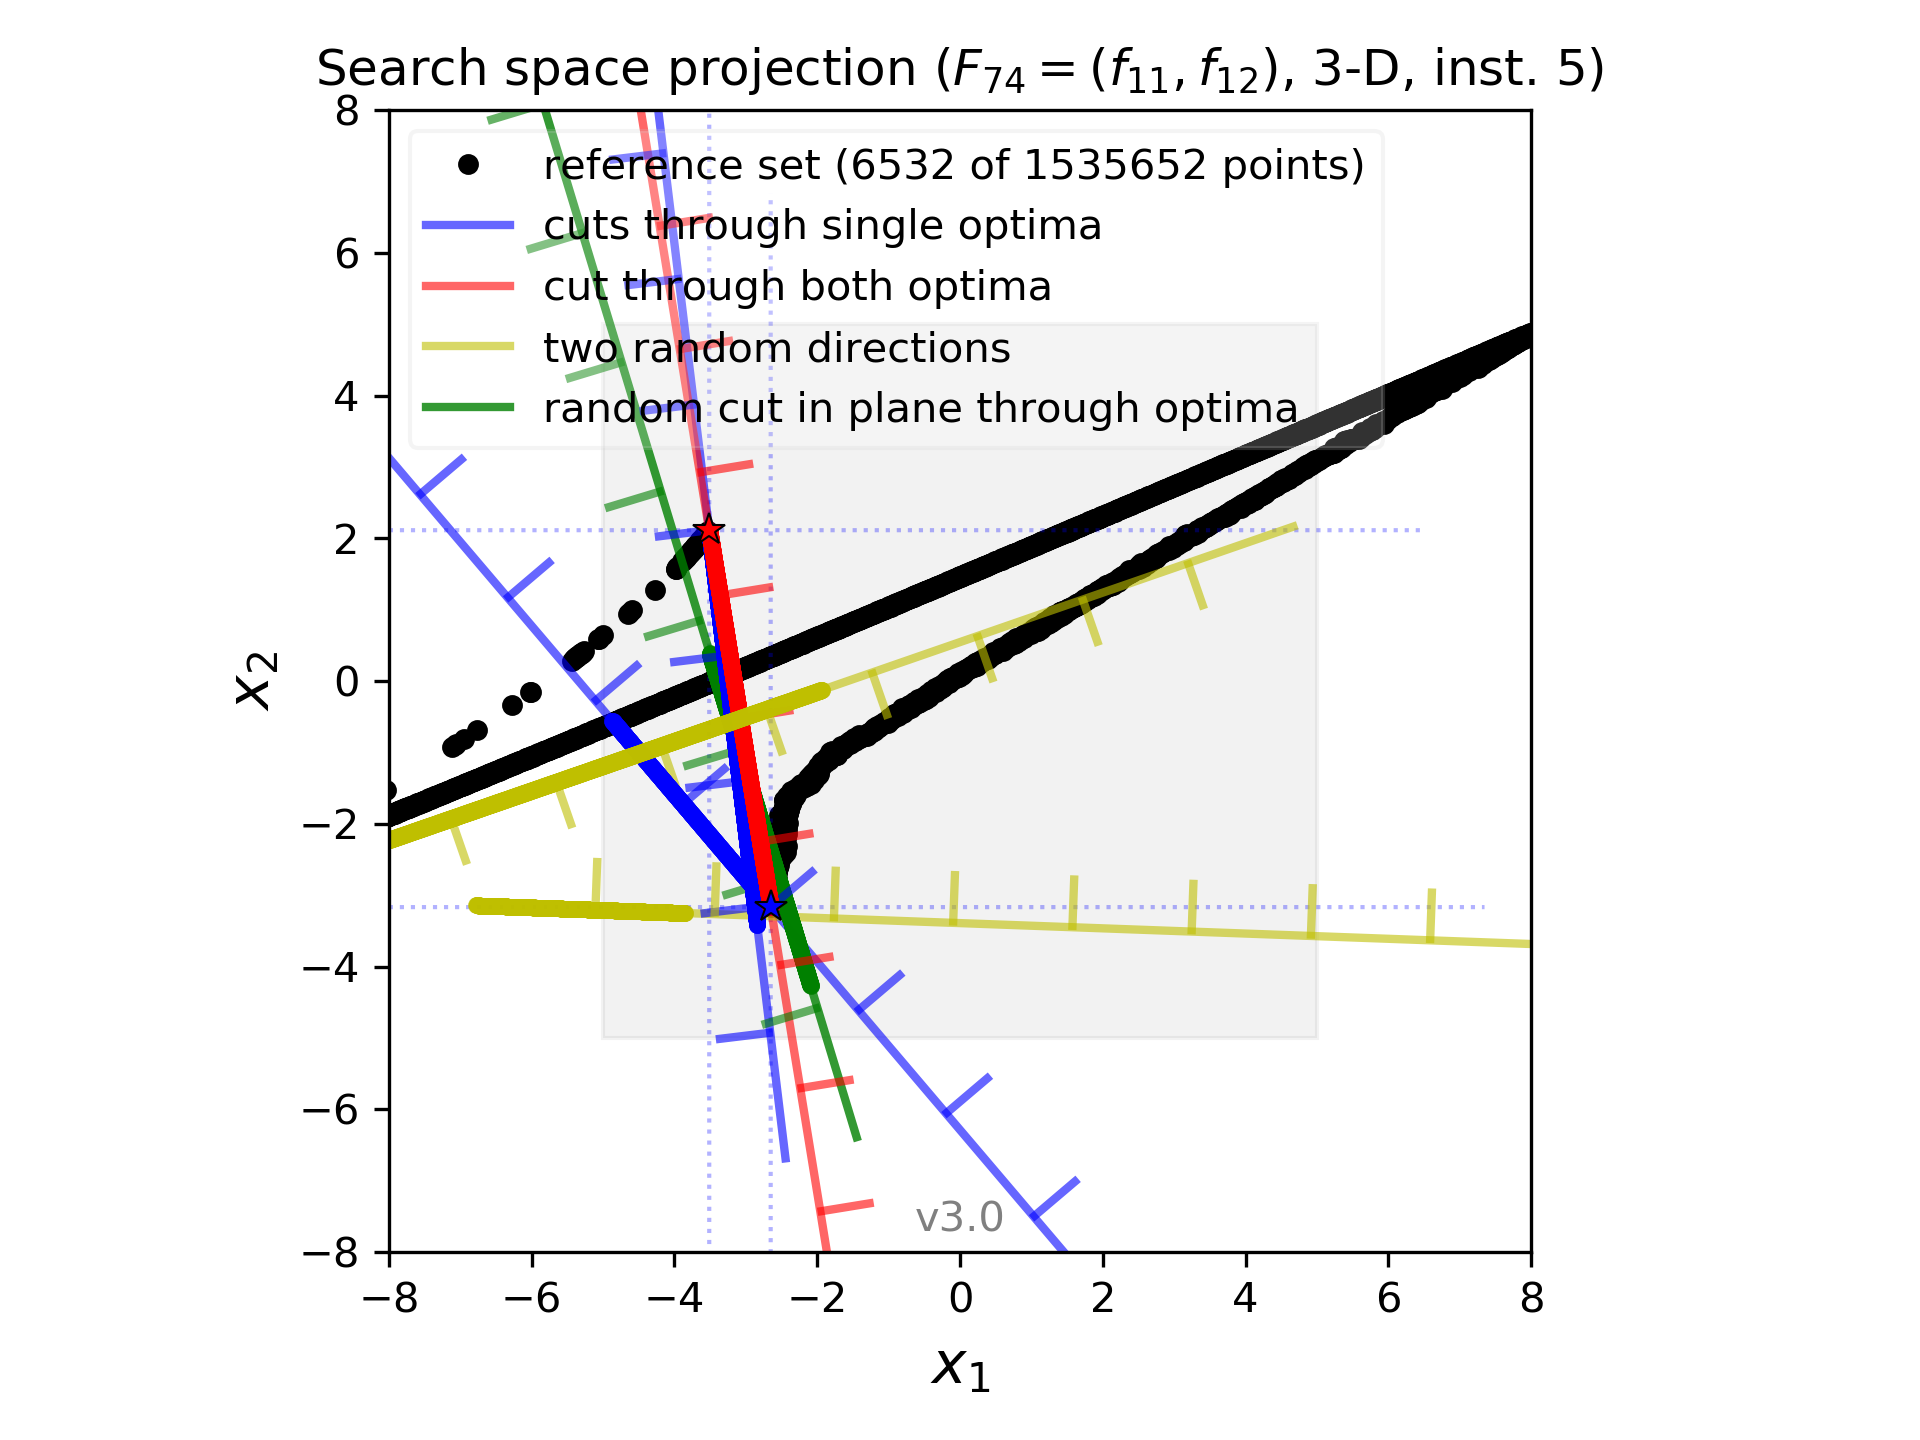 Search space projection (F₇₄ = (f₁₁, f₁₂), 3-D, inst. 5)
reference set (6532 of 1535652 points)
cuts through single optima
cut through both optima
two random directions
random cut in plane through optima
8
6
4
2
0
−2
−4
−6
−8
x₂
v3.0
−8 −6 −4 −2 0 2 4 6 8
x₁